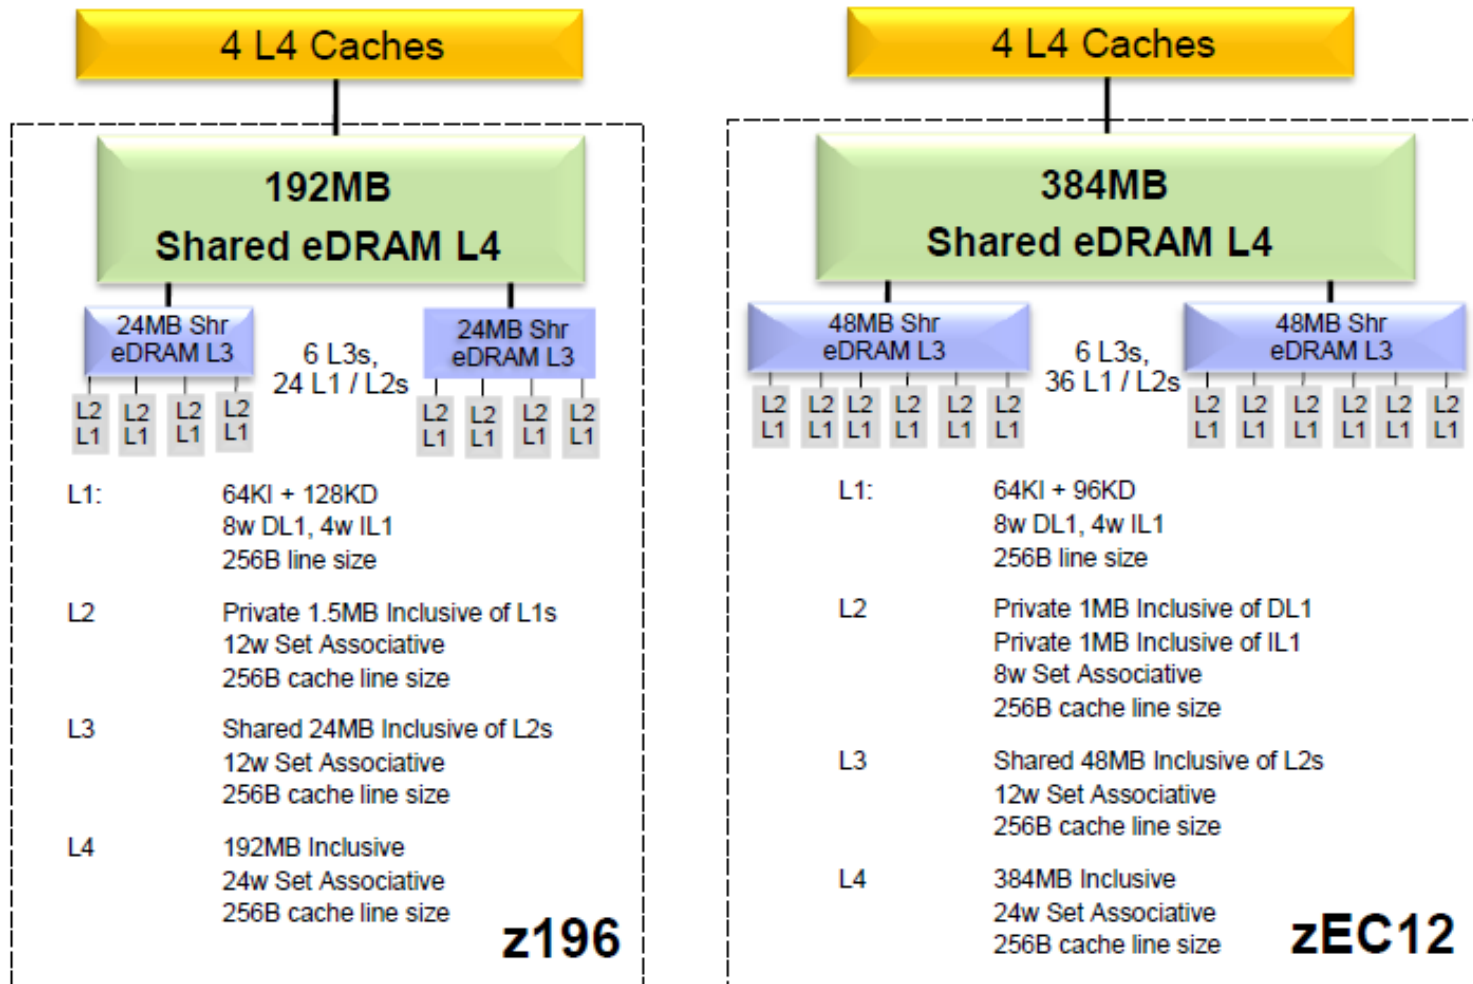 4 L4 Caches
192MB
Shared eDRAM L4
24MB Shr
eDRAM L3
6 L3s,
24 L1 / L2s
24MB Shr
eDRAM L3
L2
L1
L2
L1
L2
L1
L2
L1
L2
L1
L2
L1
L2
L1
L2
L1
L1:
64KI + 128KD
8w DL1, 4w IL1
256B line size
L2
Private 1.5MB Inclusive of L1s
12w Set Associative
256B cache line size
L3
Shared 24MB Inclusive of L2s
12w Set Associative
256B cache line size
L4
192MB Inclusive
24w Set Associative
256B cache line size
z196
4 L4 Caches
384MB
Shared eDRAM L4
48MB Shr
eDRAM L3
6 L3s,
36 L1 / L2s
48MB Shr
eDRAM L3
L2
L1
L2
L1
L2
L1
L2
L1
L2
L1
L2
L1
L2
L1
L2
L1
L2
L1
L2
L1
L2
L1
L2
L1
L1:
64KI + 96KD
8w DL1, 4w IL1
256B line size
L2
Private 1MB Inclusive of DL1
Private 1MB Inclusive of IL1
8w Set Associative
256B cache line size
L3
Shared 48MB Inclusive of L2s
12w Set Associative
256B cache line size
L4
384MB Inclusive
24w Set Associative
256B cache line size
zEC12